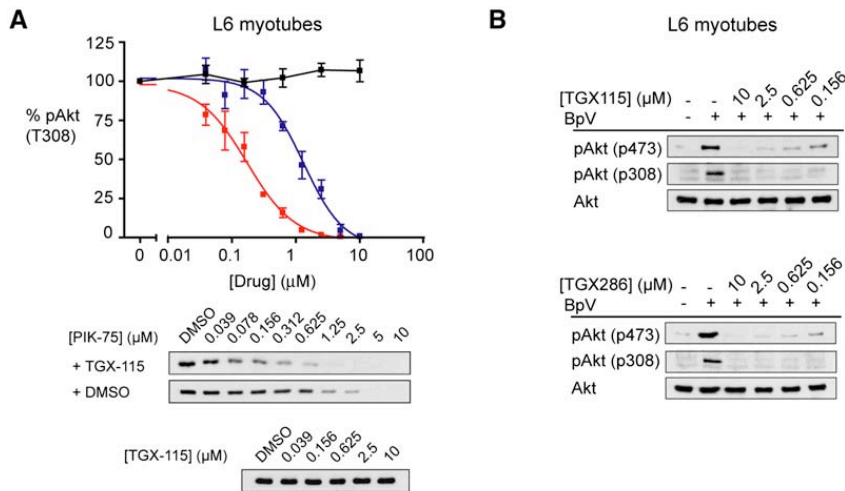 A
L6 myotubes
125
100
75
50
25
0
% pAkt
(T308)
0 0.01 0.1 1 10 100
[Drug] (μM)
[PIK-75] (μM) DMSO 0.039 0.078 0.156 0.312 0.625 1.25 2.5 5 10
+ TGX-115
+ DMSO
[TGX-115] (μM) DMSO 0.039 0.156 0.625 2.5 10
B
L6 myotubes
[TGX115] (μM) - - 10 2.5 0.625 0.156
BpV - + + + + +
pAkt (p473)
pAkt (p308)
Akt
[TGX286] (μM) - - 10 2.5 0.625 0.156
BpV - + + + + +
pAkt (p473)
pAkt (p308)
Akt